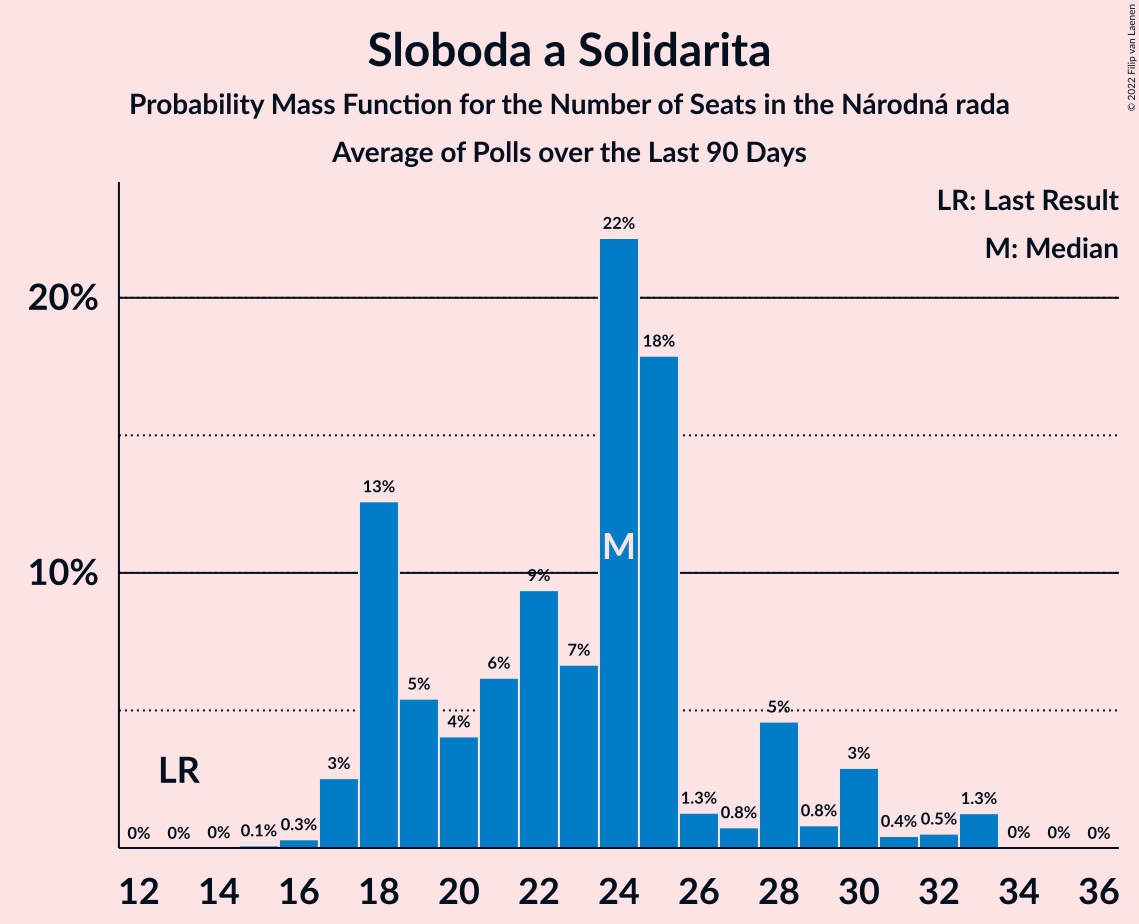 Sloboda a Solidarita
Probability Mass Function for the Number of Seats in the Národná rada
Average of Polls over the Last 90 Days
© 2022 Filip van Laenen
LR: Last Result
M: Median
20%
10%
22%
18%
13%
9%
7%
6%
5%
4%
3%
5%
3%
LR
M
0% 0% 0% 0.1% 0.3% 1.3% 0.8% 0.8% 0.4% 0.5% 1.3% 0% 0% 0%
12 14 16 18 20 22 24 26 28 30 32 34 36